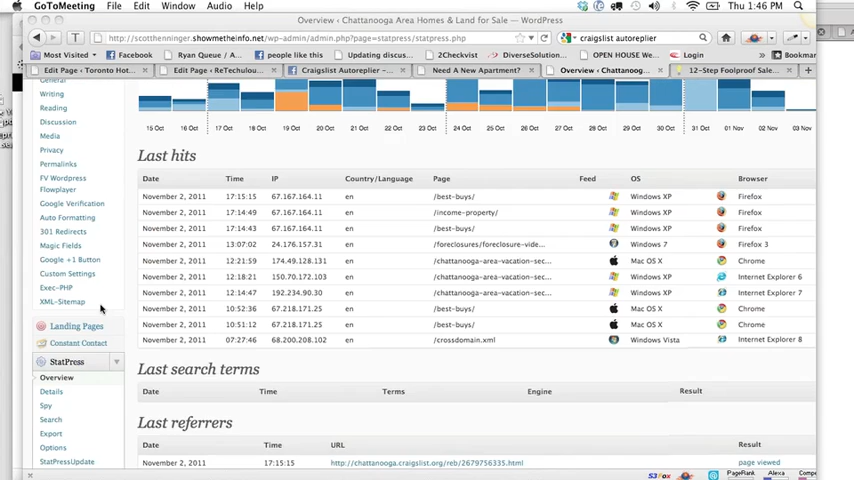 GoToMeeting File Edit Window Audio Help Thu 1:46 PM
Overview ‹ Chattanooga Area Homes & Land for Sale — WordPress
http://scotthenninger.showmetheinfo.net/wp-admin/admin.php?page=statpress/statpress.php craigslist autoreplier
Most Visited Ryan Queue / A... people like this Updating discus... 2Checkvist DiverseSolution... OPEN HOUSE We... Login Bookmar
Edit Page ‹ Toronto Hot... Edit Page ‹ ReTechulou... Craigslist Autoreplier –... Need A New Apartment? Overview ‹ Chattanoog... 12-Step Foolproof Sale...
General
Writing
Reading
Discussion
Media
Privacy
Permalinks
FV Wordpress
Flowplayer
Google Verification
Auto Formatting
301 Redirects
Magic Fields
Google +1 Button
Custom Settings
Exec-PHP
XML-Sitemap
Landing Pages
Constant Contact
StatPress
Overview
Details
Spy
Search
Export
Options
StatPressUpdate
15 Oct 16 Oct 17 Oct 18 Oct 19 Oct 20 Oct 21 Oct 22 Oct 23 Oct 24 Oct 25 Oct 26 Oct 27 Oct 28 Oct 29 Oct 30 Oct 31 Oct 01 Nov 02 Nov 03 Nov
Last hits
Date Time IP Country/Language Page Feed OS Browser
November 2, 2011 17:15:15 67.167.164.11 en /best-buys/ Windows XP Firefox
November 2, 2011 17:14:49 67.167.164.11 en /income-property/ Windows XP Firefox
November 2, 2011 17:14:43 67.167.164.11 en /best-buys/ Windows XP Firefox
November 2, 2011 13:07:02 24.176.157.31 en /foreclosures/foreclosure-vide... Windows 7 Firefox 3
November 2, 2011 12:21:59 174.49.128.131 en /chattanooga-area-vacation-sec... Mac OS X Chrome
November 2, 2011 12:18:21 150.70.172.103 en /chattanooga-area-vacation-sec... Windows XP Internet Explorer 6
November 2, 2011 12:14:47 192.234.90.30 en /chattanooga-area-vacation-sec... Windows XP Internet Explorer 7
November 2, 2011 10:52:36 67.218.171.25 en /best-buys/ Mac OS X Chrome
November 2, 2011 10:51:12 67.218.171.25 en /best-buys/ Mac OS X Chrome
November 2, 2011 07:27:46 68.200.208.102 en /crossdomain.xml Windows Vista Internet Explorer 8
Last search terms
Date Time Terms Engine Result
Last referrers
Date Time URL Result
November 2, 2011 17:15:15 http://chattanooga.craigslist.org/reb/2679756335.html page viewed
S3Fox PageRank Alexa Compe